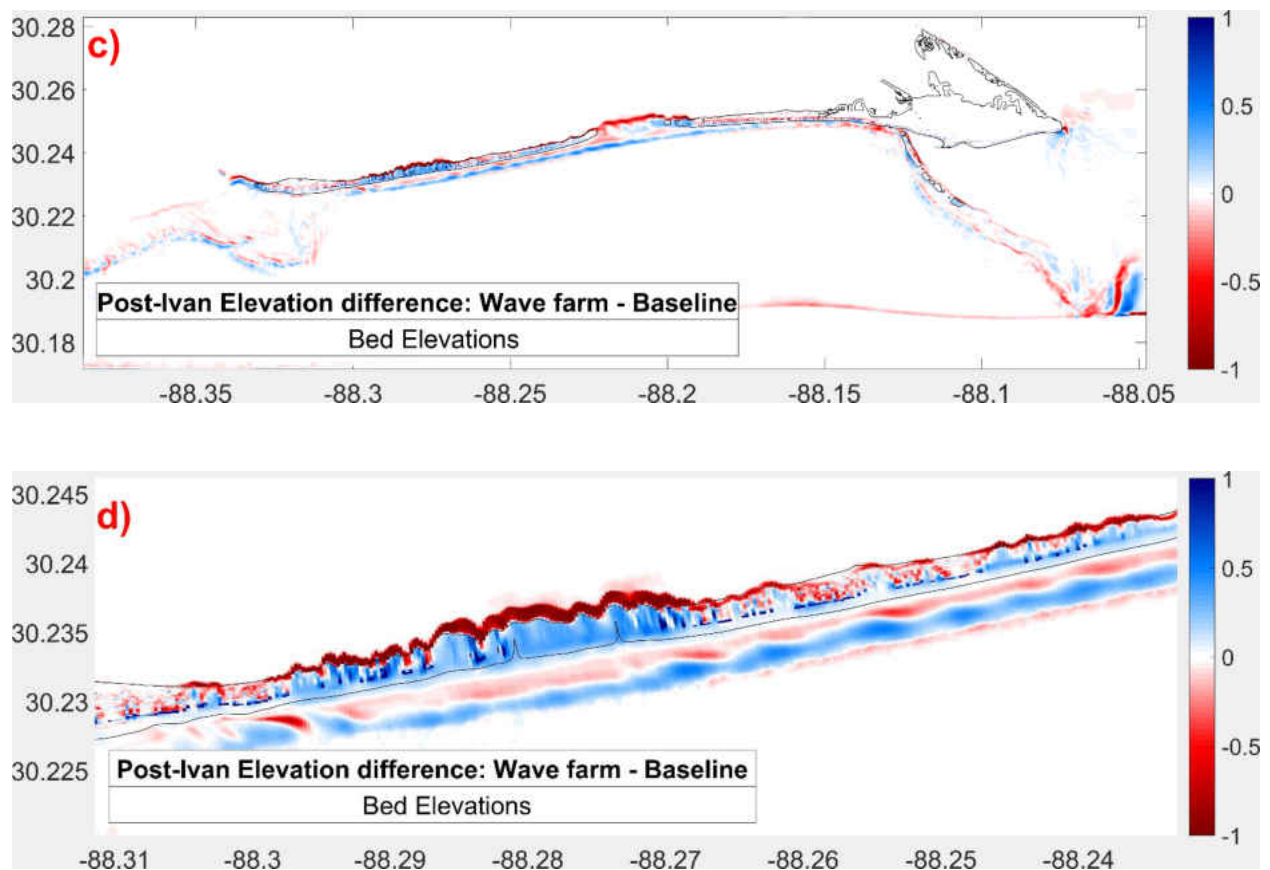 c)
30.28
30.26
30.24
30.22
30.2
30.18
Post-Ivan Elevation difference: Wave farm - Baseline
Bed Elevations
-88.35 -88.3 -88.25 -88.2 -88.15 -88.1 -88.05
1
0.5
0
-0.5
-1
d)
30.245
30.24
30.235
30.23
30.225
Post-Ivan Elevation difference: Wave farm - Baseline
Bed Elevations
-88.31 -88.3 -88.29 -88.28 -88.27 -88.26 -88.25 -88.24
1
0.5
0
-0.5
-1